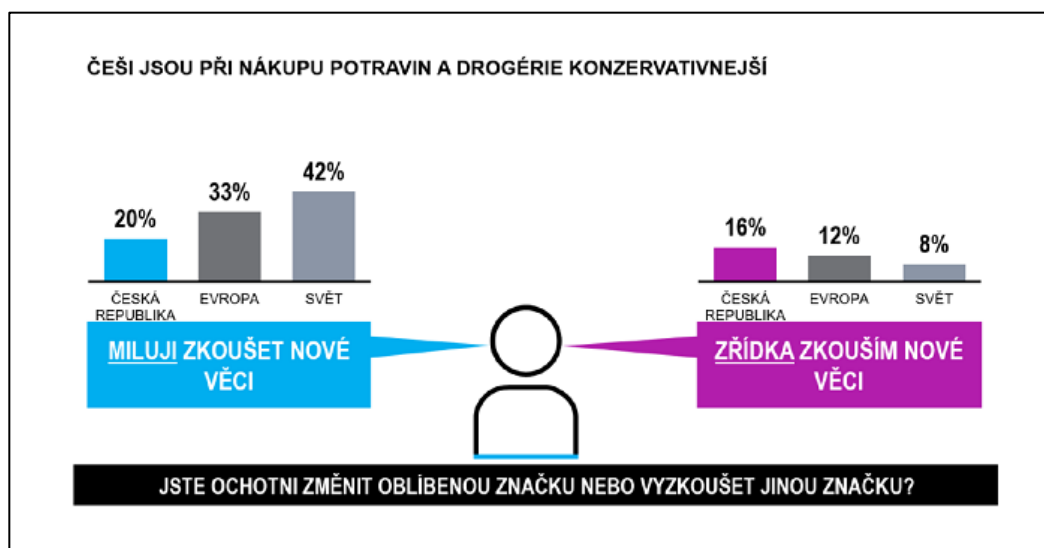 ČEŠI JSOU PŘI NÁKUPU POTRAVIN A DROGÉRIE KONZERVATIVNEJŠÍ
20%
33%
42%
ČESKÁ
REPUBLIKA
EVROPA
SVĚT
MILUJI ZKOUŠET NOVÉ
VĚCI
16%
12%
8%
ČESKÁ
REPUBLIKA
EVROPA
SVĚT
ZŘÍDKA ZKOUŠÍM NOVÉ
VĚCI
JSTE OCHOTNI ZMĚNIT OBLÍBENOU ZNAČKU NEBO VYZKOUŠET JINOU ZNAČKU?